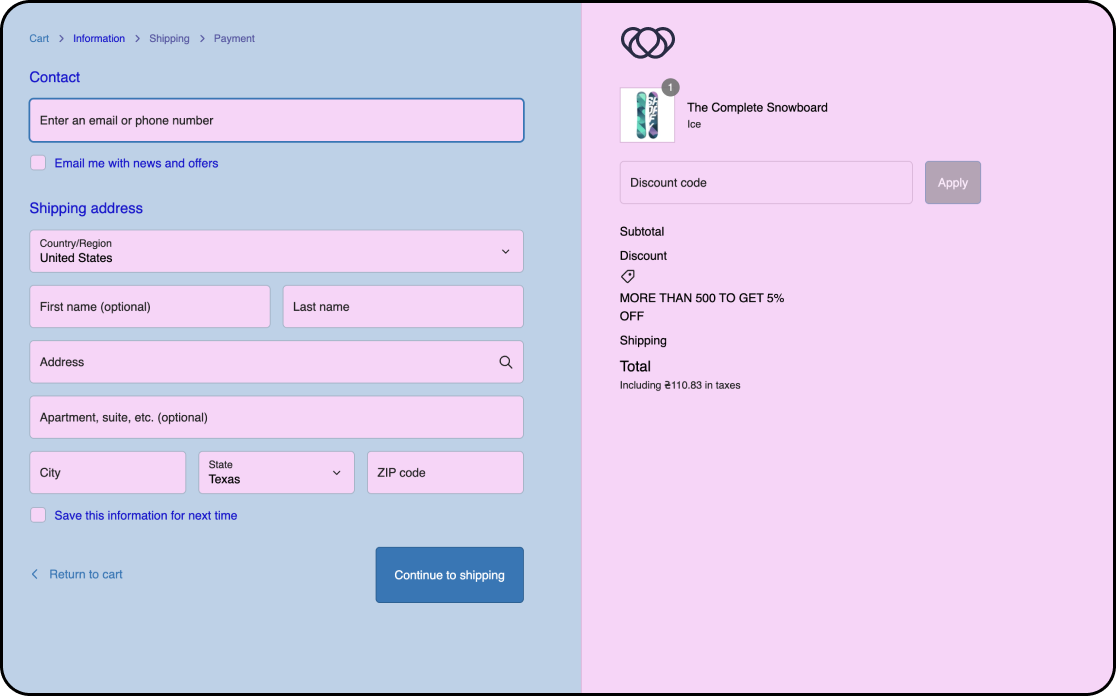 Cart > Information > Shipping > Payment
Contact
Enter an email or phone number
Email me with news and offers
Shipping address
Country/Region
United States
First name (optional)
Last name
Address
Apartment, suite, etc. (optional)
City
State
Texas
ZIP code
Save this information for next time
Return to cart
Continue to shipping
1
The Complete Snowboard
Ice
Discount code
Apply
Subtotal
Discount
MORE THAN 500 TO GET 5%
OFF
Shipping
Total
Including ₴110.83 in taxes